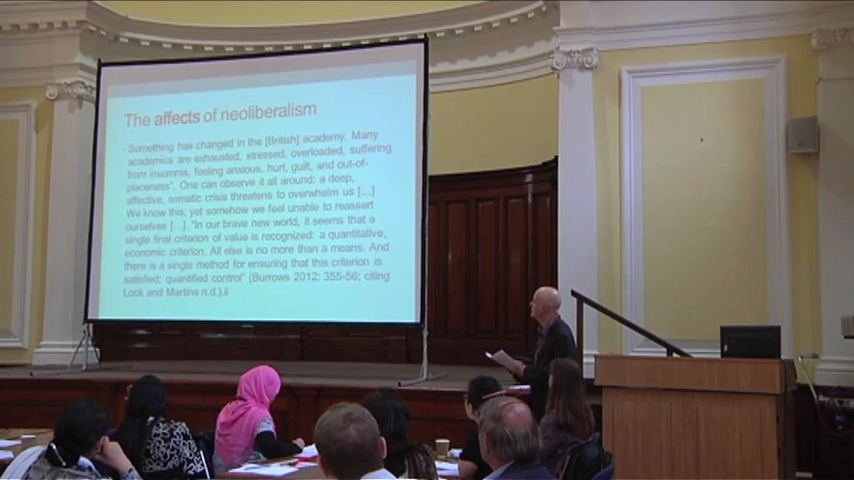 The affects of neoliberalism
· Something has changed in the [British] academy. Many
academics are exhausted, stressed, overloaded, suffering
from insomnia, feeling anxious, hurt, guilt, and out-of-
placeness". One can observe it all around: a deep,
affective, somatic crisis threatens to overwhelm us [...]
We know this; yet somehow we feel unable to reassert
ourselves [...]. "In our brave new world, it seems that a
single final criterion of value is recognized: a quantitative,
economic criterion. All else is no more than a means. And
there is a single method for ensuring that this criterion is
satisfied: quantified control" (Burrows 2012: 355-56; citing
Lock and Martins n.d.).ii